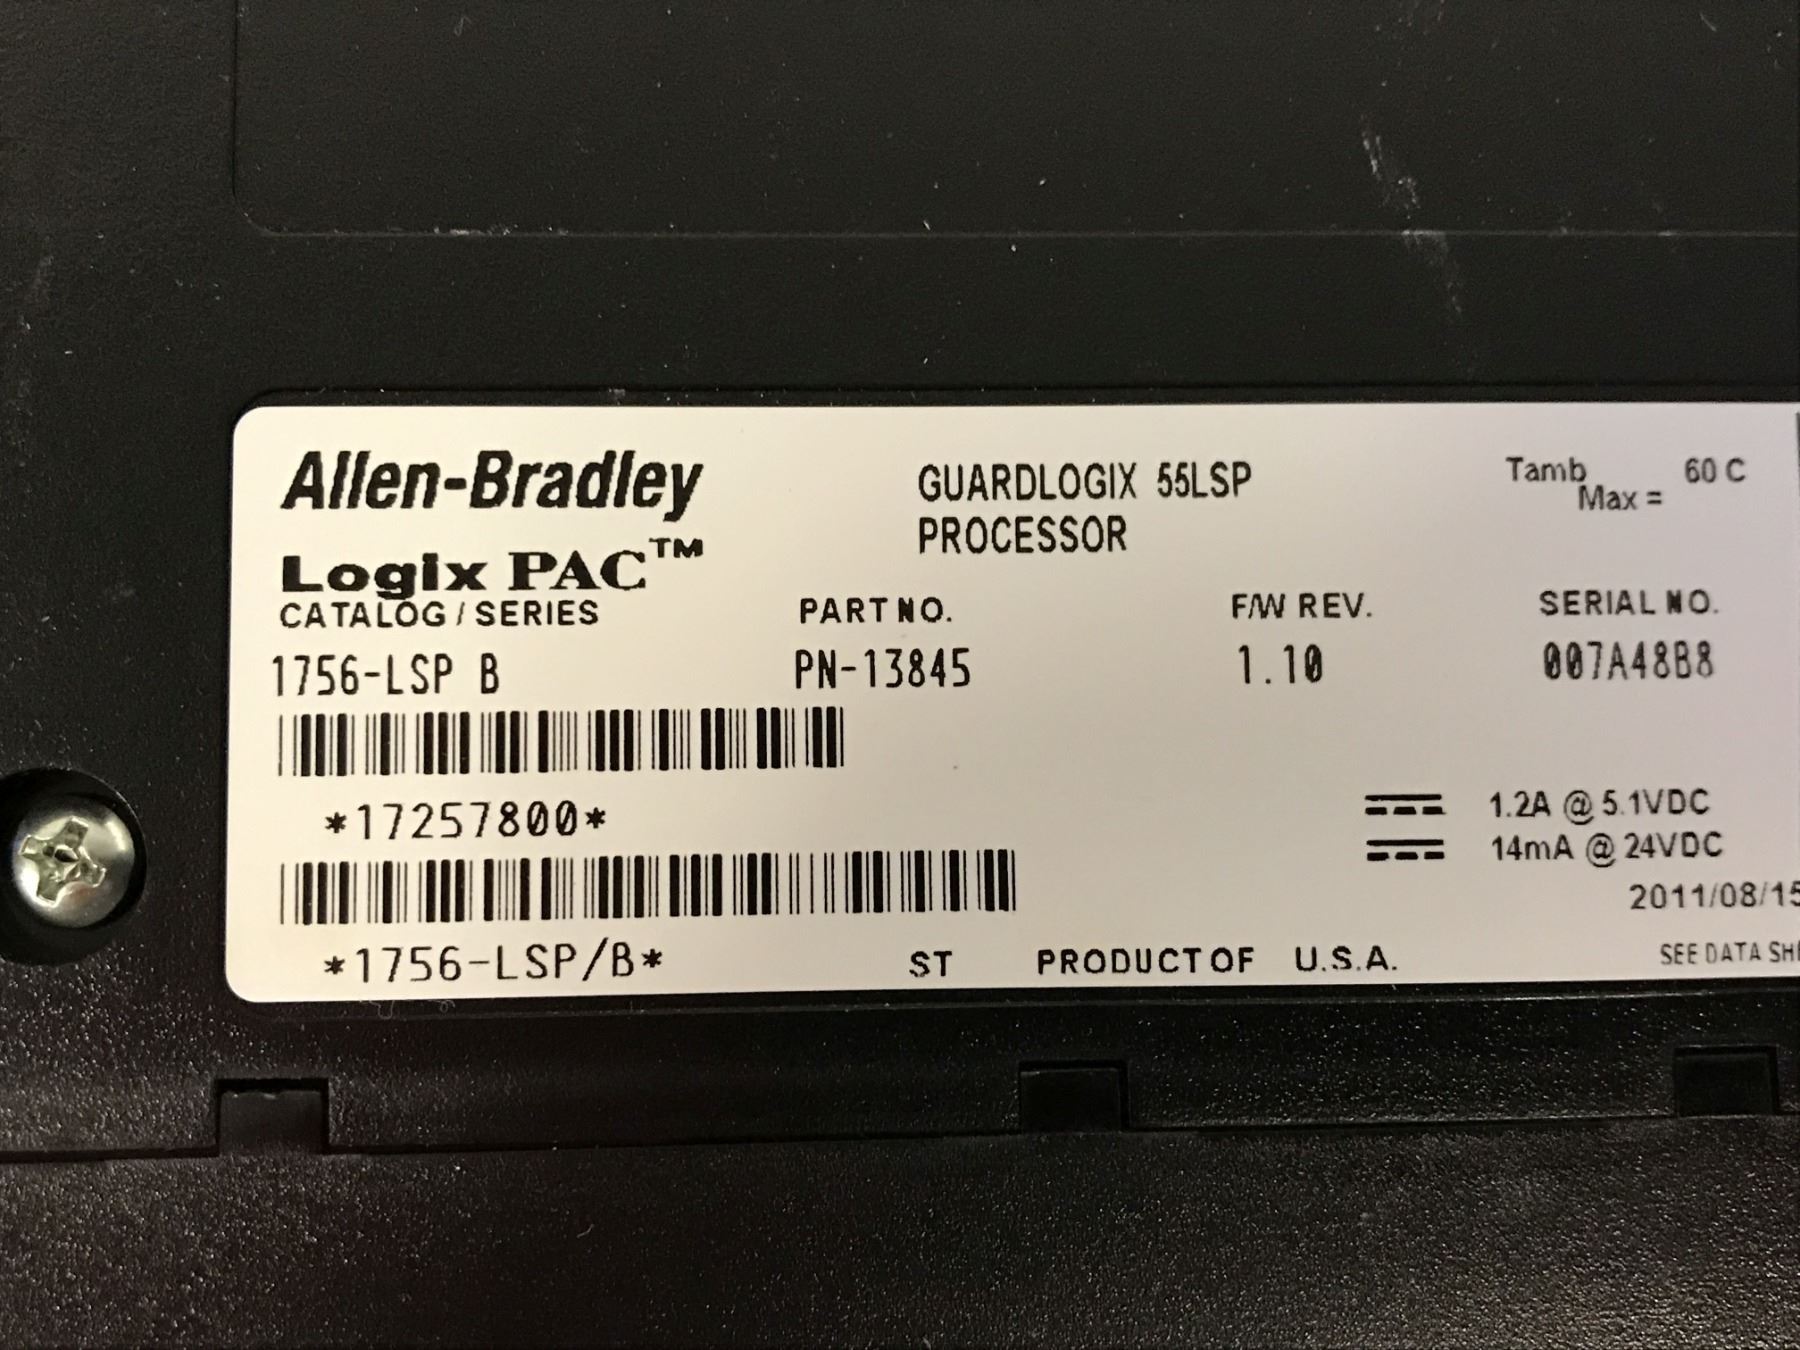 Allen-Bradley
Logix PAC™
GUARDLOGIX 55LSP
PROCESSOR
Tamb Max = 60 C
CATALOG / SERIES PART NO. F/W REV. SERIAL NO.
1756-LSP B PN-13845 1.10 007A48B8
*17257800*
1.2A @ 5.1VDC
14mA @ 24VDC
2011/08/15
*1756-LSP/B* ST PRODUCT OF U.S.A. SEE DATA